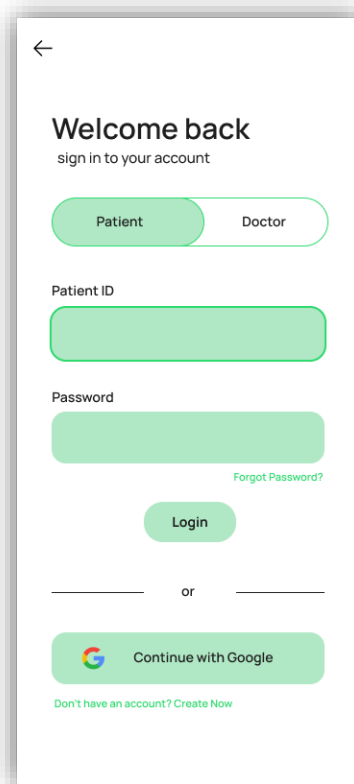 Welcome back
sign in to your account
Patient Doctor
Patient ID
Password
Forgot Password?
Login
or
Continue with Google
Don't have an account? Create Now